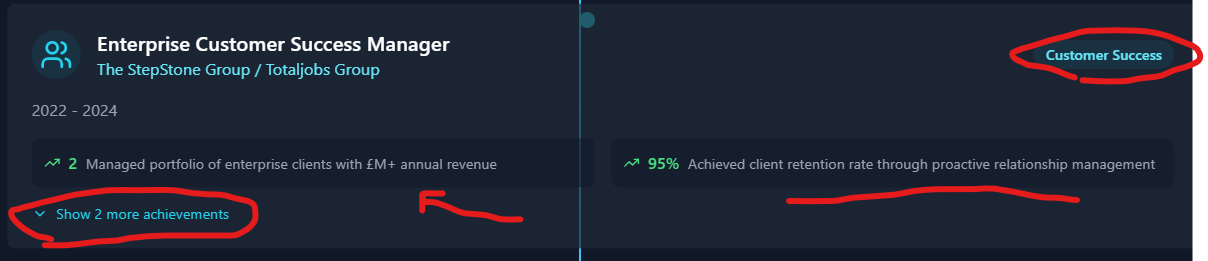 Enterprise Customer Success Manager
The StepStone Group / Totaljobs Group
Customer Success
2022 - 2024
2 Managed portfolio of enterprise clients with £M+ annual revenue
95% Achieved client retention rate through proactive relationship management
Show 2 more achievements